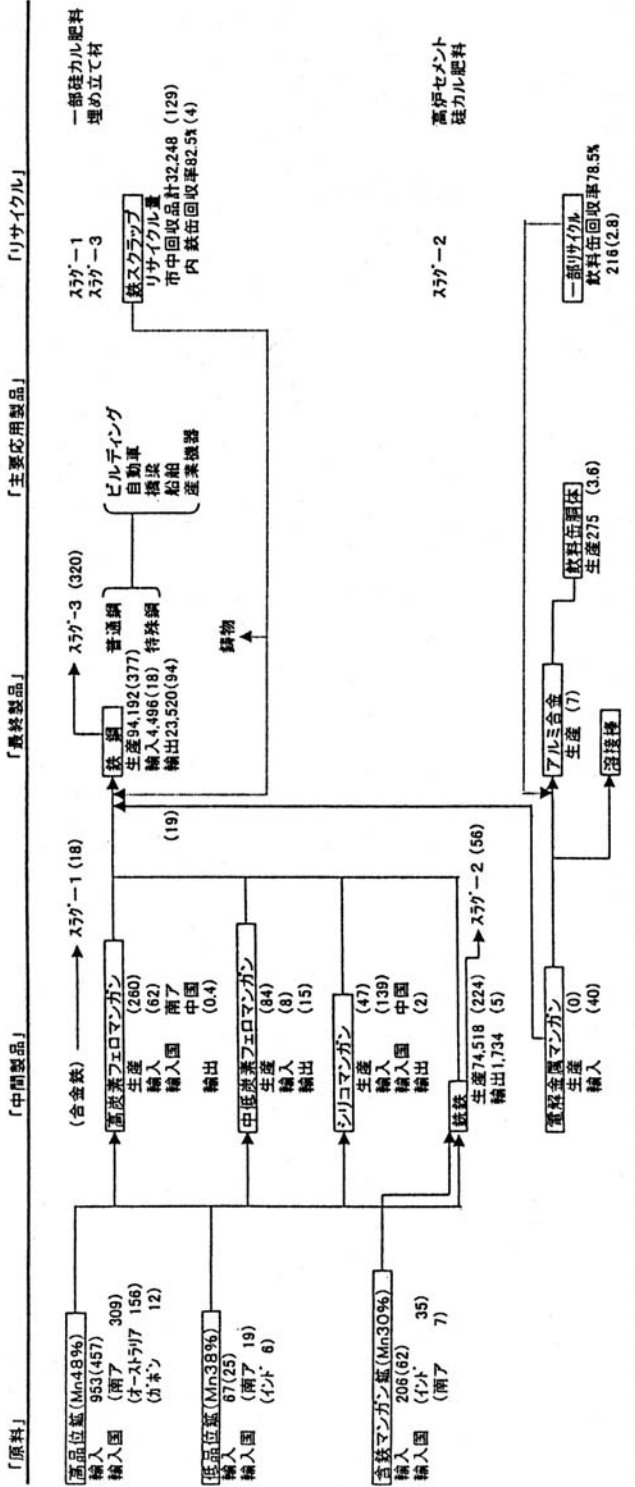 「原料」
「中間製品」
「最終製品」
「主要応用製品」
「リサイクル」
高品位鉱(Mn48%)
輸入 953(457)
輸入国 (南ア 309)
(オーストラリア 156)
(ガボン 12)
低品位鉱(Mn38%)
輸入 67(25)
輸入国 (南ア 19)
(インド 6)
含鉄マンガン鉱(Mn30%)
輸入 206(62)
輸入国 (インド 35)
(南ア 7)
(合金鉄)
スラグ-1 (18)
高炭素フェロマンガン
生産 (260)
輸入 (62)
輸入国 南ア
中国
輸出 (0.4)
中低炭素フェロマンガン
生産 (84)
輸入 (8)
輸出 (15)
シリコマンガン
生産 (47)
輸入 (139)
輸入国 中国
輸出 (2)
銑鉄
生産74,518 (224)
輸出1,734 (5)
スラグ-2 (56)
電解金属マンガン
生産 (0)
輸入 (40)
(19)
スラグ-3 (320)
鉄鋼
生産94,192(377)
輸入4,496(18)
輸出23,520(94)
普通鋼
特殊鋼
鋳物
アルミ合金
生産 (7)
溶接棒
ビルディング
自動車
橋梁
船舶
産業機器
飲料缶胴体
生産275 (3.6)
スラグ-1
スラグ-3
一部硅カル肥料
埋め立て材
鉄スクラップ
リサイクル量
市中回収品計32,248 (129)
内 鉄缶回収率82.5% (4)
スラグ-2
高炉セメント
硅カル肥料
一部リサイクル
飲料缶回収率78.5%
216(2.8)